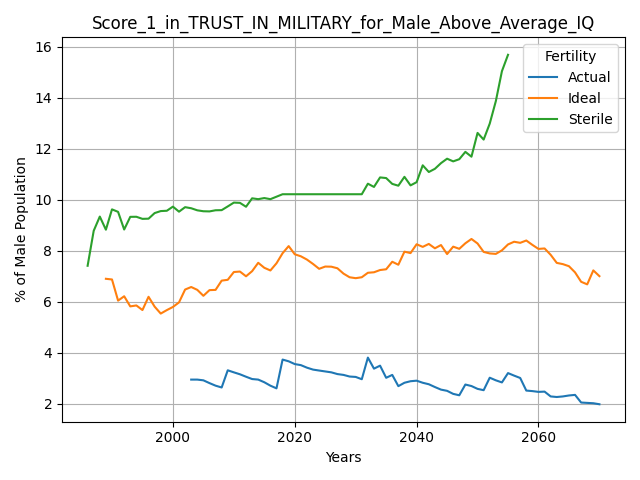 Score_1_in_TRUST_IN_MILITARY_for_Male_Above_Average_IQ
Fertility
Actual
Ideal
Sterile
% of Male Population
16
14
12
10
8
6
4
2
2000
2020
2040
2060
Years